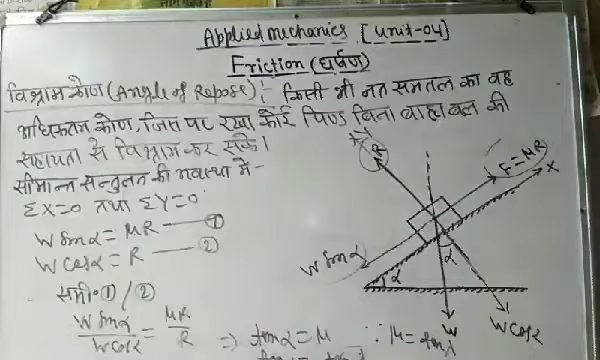 Applied mechanics [Unit-04]
Friction (घर्षण)
विश्राम कोण (Angle of Repose) :- किसी भी नत समतल का वह
अधिकतम कोण, जिस पर रखा कोई पिण्ड बिना बाह्य बल की
सहायता से विश्राम कर सके।
सीमान्त सन्तुलन की अवस्था में -
ΣX=0 तथा ΣY=0
W Sinα = μR — ①
W cosα = R — ②
समी० ① / ②
W Sinα / W cosα = μR / R ⇒ tanα = μ ∵ μ = tanλ
R
F = μR
X
W Sinα
α
α
W
W cosα